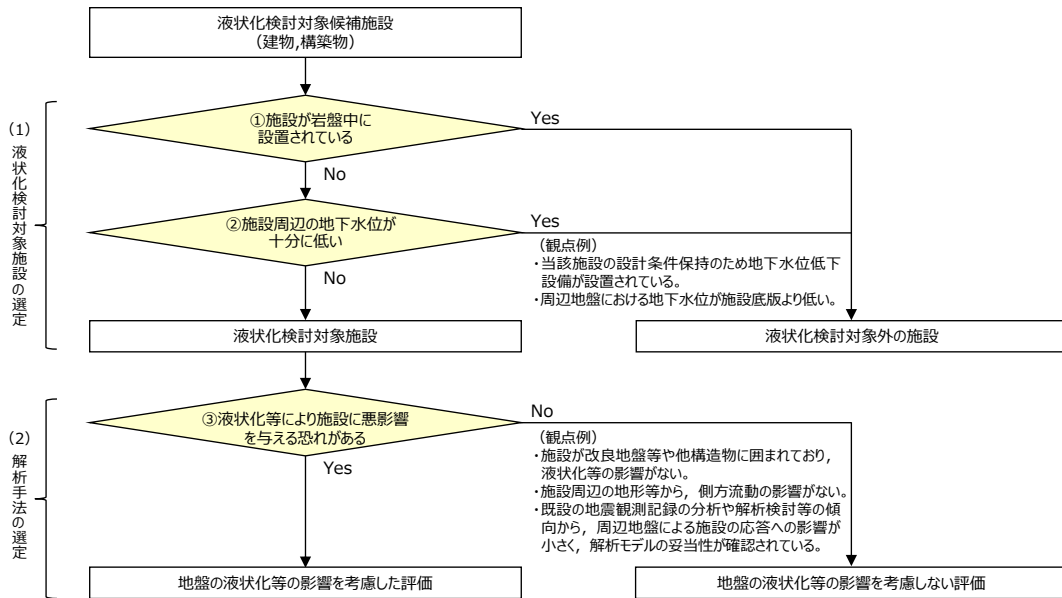 液状化検討対象候補施設
（建物,構築物）
（1）
液状化検討対象施設の選定
①施設が岩盤中に
設置されている
Yes
No
②施設周辺の地下水位が
十分に低い
Yes
（観点例）
・当該施設の設計条件保持のため地下水位低下
設備が設置されている。
・周辺地盤における地下水位が施設底版より低い。
No
液状化検討対象施設
液状化検討対象外の施設
（2）
解析手法の選定
③液状化等により施設に悪影響
を与える恐れがある
No
（観点例）
・施設が改良地盤等や他構造物に囲まれており，
液状化等の影響がない。
・施設周辺の地形等から，側方流動の影響がない。
・既設の地震観測記録の分析や解析検討等の傾
向から，周辺地盤による施設の応答への影響が
小さく，解析モデルの妥当性が確認されている。
Yes
地盤の液状化等の影響を考慮した評価
地盤の液状化等の影響を考慮しない評価